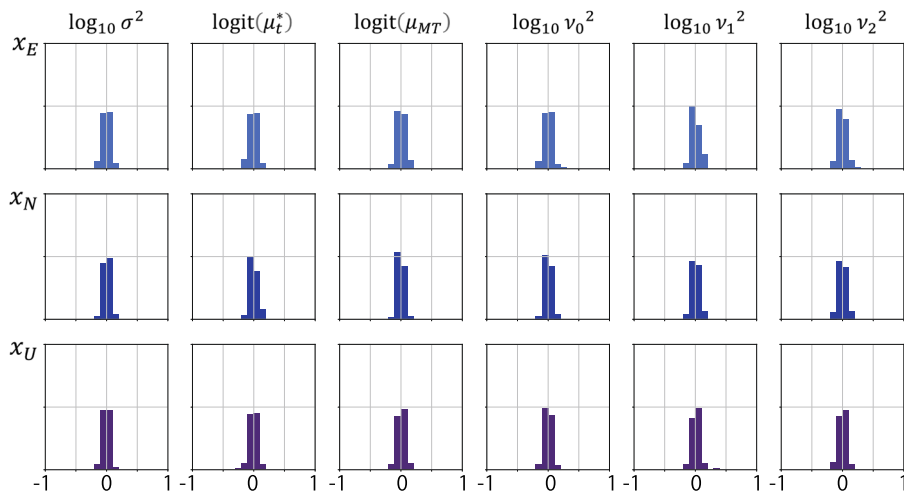 log₁₀ σ² logit(μₜ*) logit(μ_MT) log₁₀ ν₀² log₁₀ ν₁² log₁₀ ν₂²
x_E
x_N
x_U
-1 0 1 -1 0 1 -1 0 1 -1 0 1 -1 0 1 -1 0 1